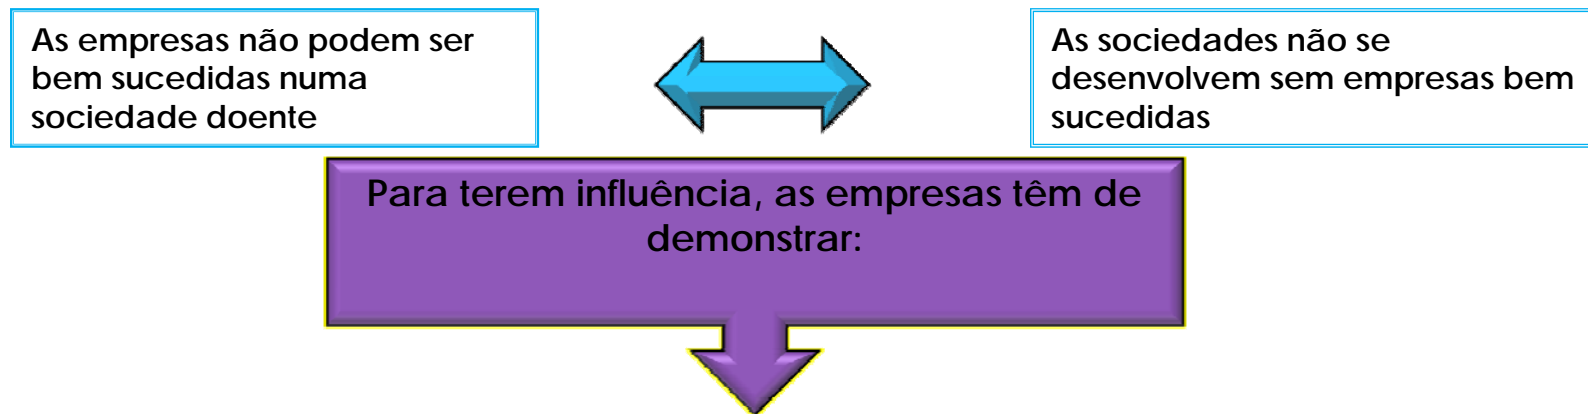 As empresas não podem ser
bem sucedidas numa
sociedade doente
As sociedades não se
desenvolvem sem empresas bem
sucedidas
Para terem influência, as empresas têm de
demonstrar: